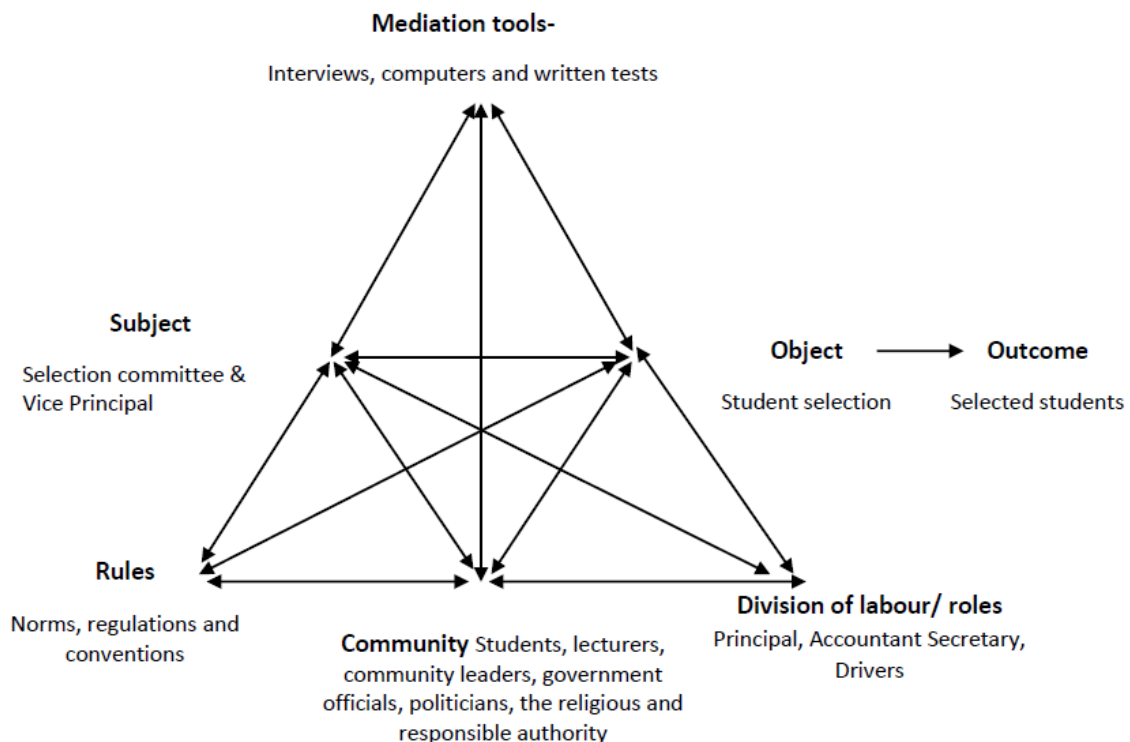 Mediation tools-
Interviews, computers and written tests
Subject
Selection committee &
Vice Principal
Object
Outcome
Student selection
Selected students
Rules
Norms, regulations and
conventions
Community Students, lecturers,
community leaders, government
officials, politicians, the religious and
responsible authority
Division of labour/ roles
Principal, Accountant Secretary,
Drivers